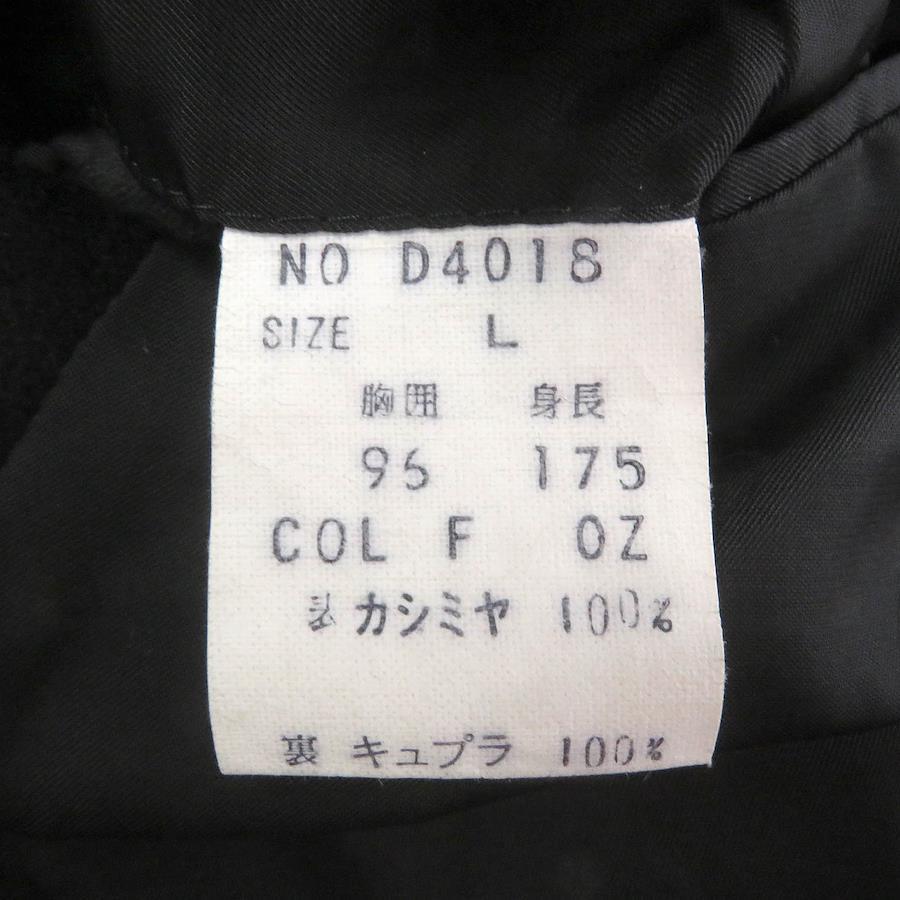 NO D4018
SIZE L
胸囲 身長
96 175
COL F OZ
表 カシミヤ 100%
裏 キュプラ 100%